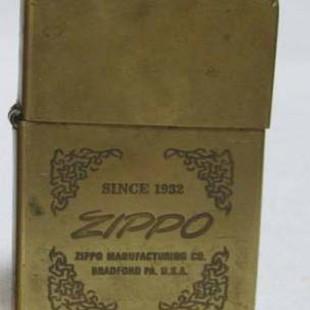 SINCE 1932
ZIPPO
ZIPPO MANUFACTURING CO.
BRADFORD PA. U.S.A.